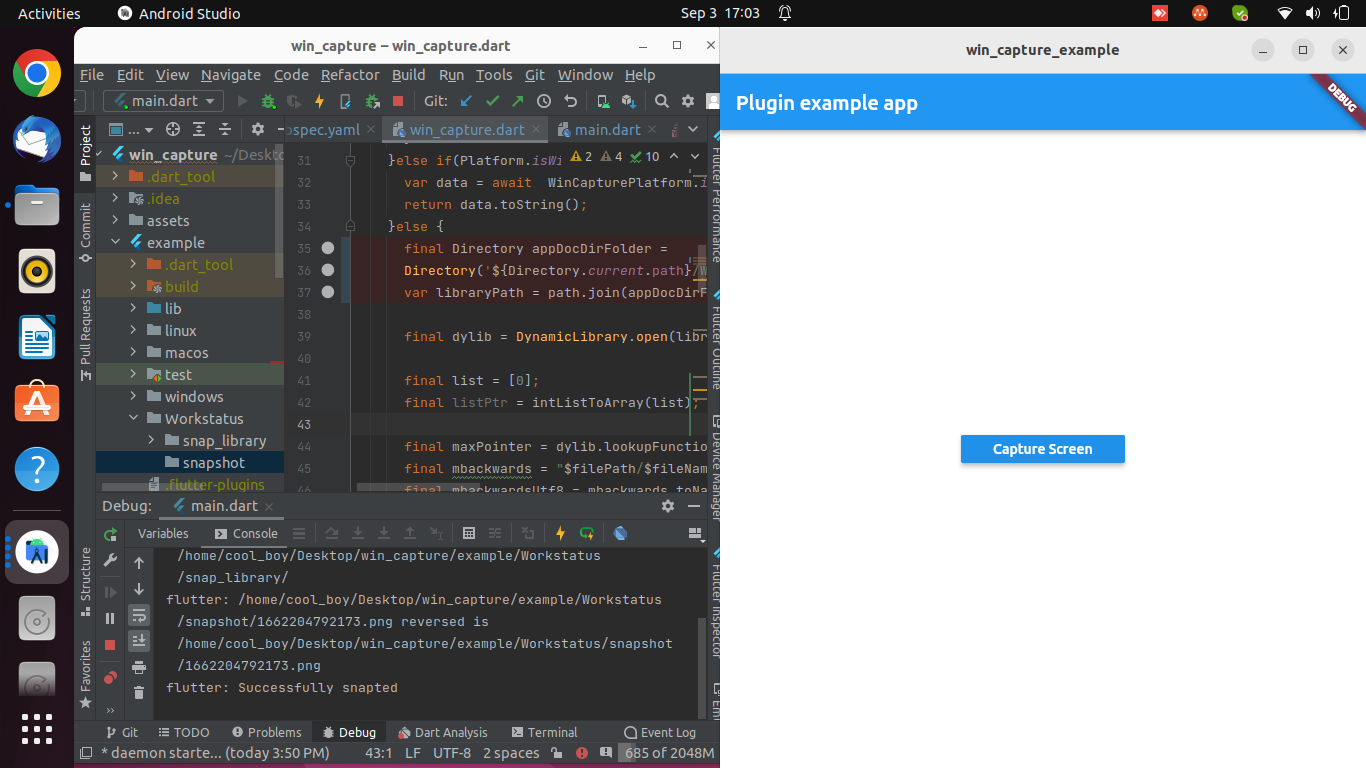 Activities
Android Studio
Sep 3 17:03
win_capture – win_capture.dart
File Edit View Navigate Code Refactor Build Run Tools Git Window Help
main.dart
Git:
Project
Commit
Pull Requests
Structure
Favorites
...
win_capture ~/Deskto
.dart_tool
.idea
assets
example
.dart_tool
build
lib
linux
macos
test
windows
Workstatus
snap_library
snapshot
.flutter-plugins
ospec.yaml
win_capture.dart
main.dart
2 4 10
31 }else if(Platform.isWi
32 var data = await WinCapturePlatform.i
33 return data.toString();
34 }else {
35 final Directory appDocDirFolder =
36 Directory('${Directory.current.path}/W
37 var libraryPath = path.join(appDocDirF
38
39 final dylib = DynamicLibrary.open(libr
40
41 final list = [0];
42 final listPtr = intListToArray(list);
43
44 final maxPointer = dylib.lookupFunctio
45 final mbackwards = "$filePath/$fileNam
46 final mbackwardsUtf8 = mbackwards.toNa
Flutter Performance
Flutter Outline
Device Manager
Flutter Inspector
Em
Debug:
main.dart
Variables
Console
/home/cool_boy/Desktop/win_capture/example/Workstatus
/snap_library/
flutter: /home/cool_boy/Desktop/win_capture/example/Workstatus
/snapshot/1662204792173.png reversed is
/home/cool_boy/Desktop/win_capture/example/Workstatus/snapshot
/1662204792173.png
flutter: Successfully snapted
Git
TODO
Problems
Debug
Dart Analysis
Terminal
Event Log
* daemon starte... (today 3:50 PM)
43:1 LF UTF-8 2 spaces
685 of 2048M
win_capture_example
Plugin example app
DEBUG
Capture Screen